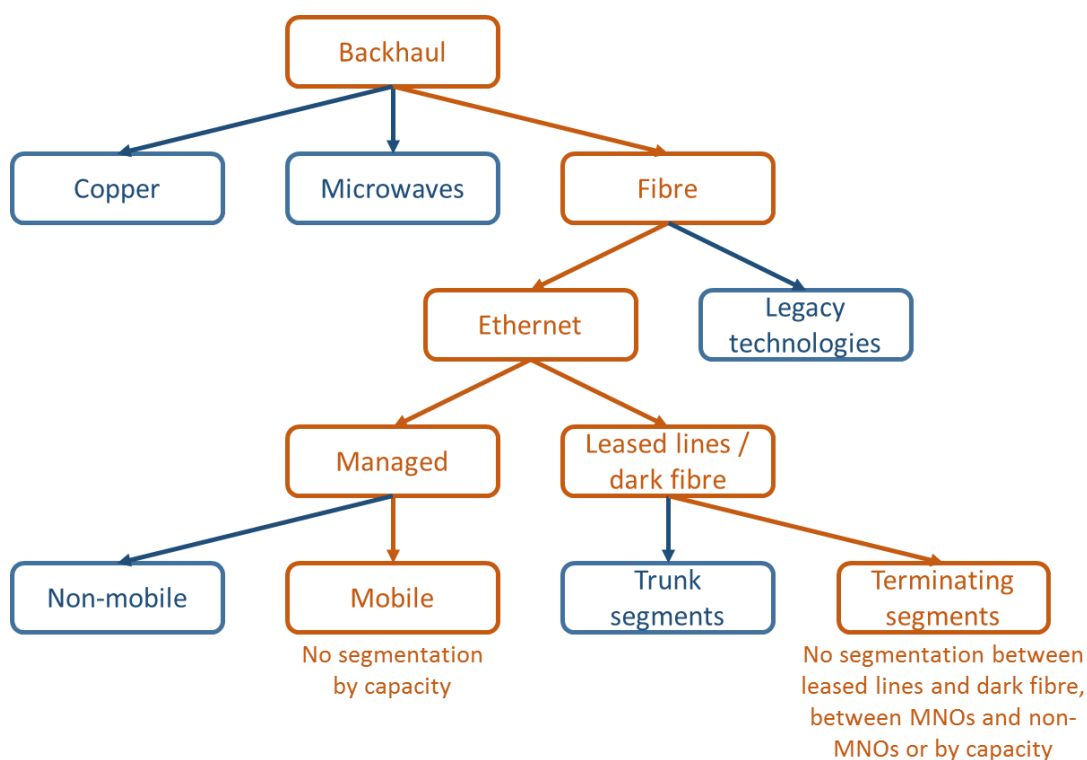 Backhaul
Copper
Microwaves
Fibre
Ethernet
Legacy
technologies
Managed
Leased lines /
dark fibre
Non-mobile
Mobile
Trunk
segments
Terminating
segments
No segmentation
by capacity
No segmentation between
leased lines and dark fibre,
between MNOs and non-
MNOs or by capacity